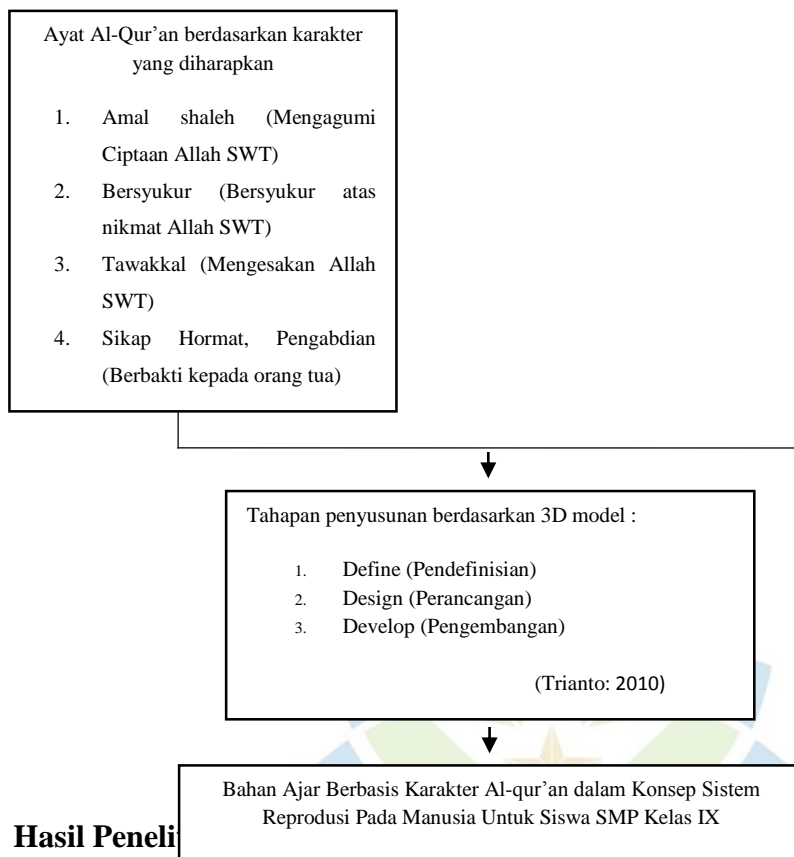 Ayat Al-Qur’an berdasarkan karakter
yang diharapkan
1. Amal shaleh (Mengagumi
Ciptaan Allah SWT)
2. Bersyukur (Bersyukur atas
nikmat Allah SWT)
3. Tawakkal (Mengesakan Allah
SWT)
4. Sikap Hormat, Pengabdian
(Berbakti kepada orang tua)
Tahapan penyusunan berdasarkan 3D model :
1. Define (Pendefinisian)
2. Design (Perancangan)
3. Develop (Pengembangan)
(Trianto: 2010)
Bahan Ajar Berbasis Karakter Al-qur’an dalam Konsep Sistem
Reprodusi Pada Manusia Untuk Siswa SMP Kelas IX
Hasil